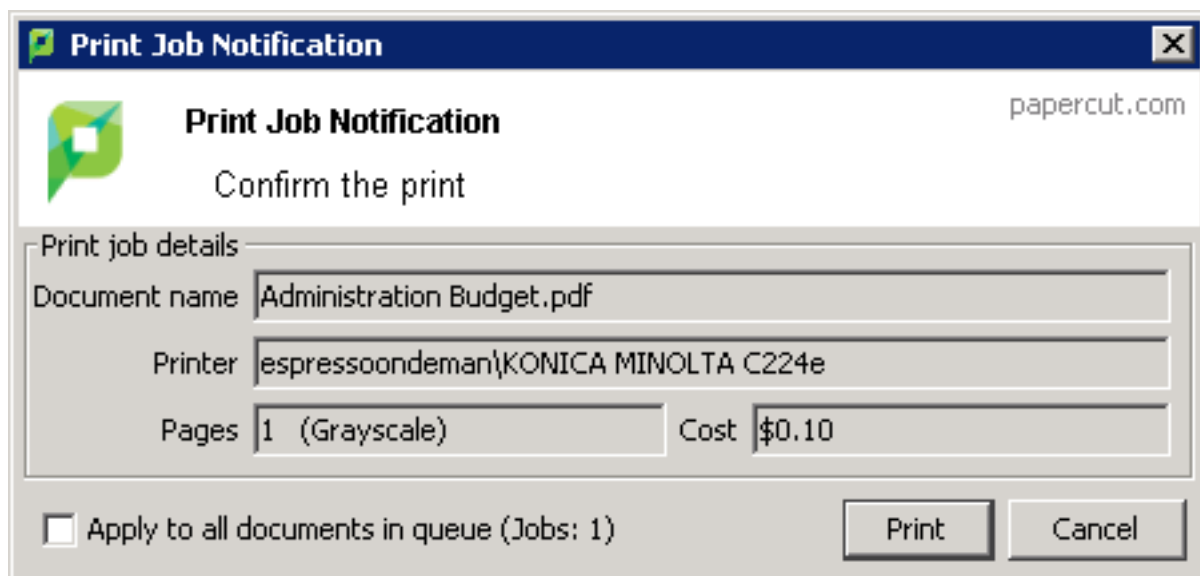 Print Job Notification
papercut.com
Print Job Notification
Confirm the print
Print job details
Document name Administration Budget.pdf
Printer espressoondeman\KONICA MINOLTA C224e
Pages 1 (Grayscale) Cost $0.10
Apply to all documents in queue (Jobs: 1) Print Cancel